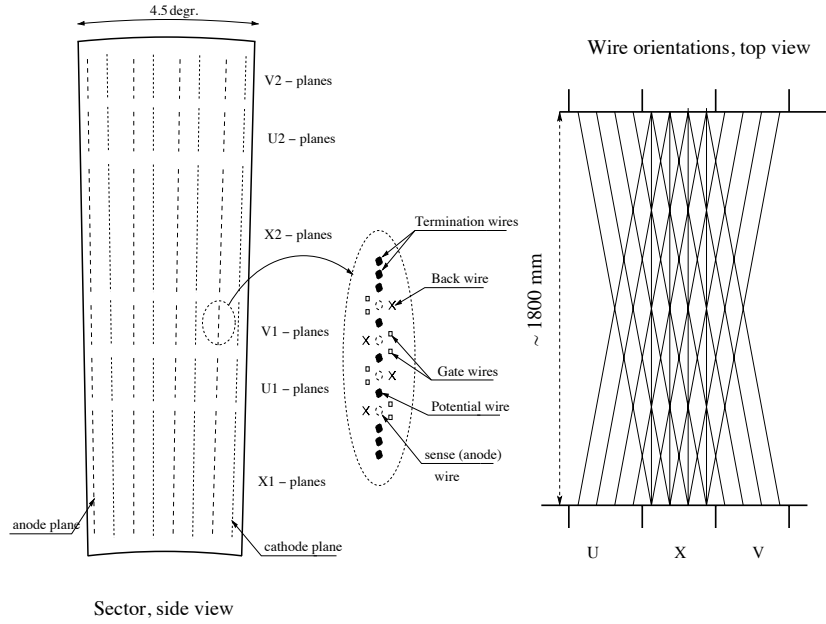 4.5 degr.
V2 – planes
U2 – planes
X2 – planes
V1 – planes
U1 – planes
X1 – planes
anode plane
cathode plane
Sector, side view
Termination wires
Back wire
Gate wires
Potential wire
sense (anode)
wire
Wire orientations, top view
~ 1800 mm
U X V